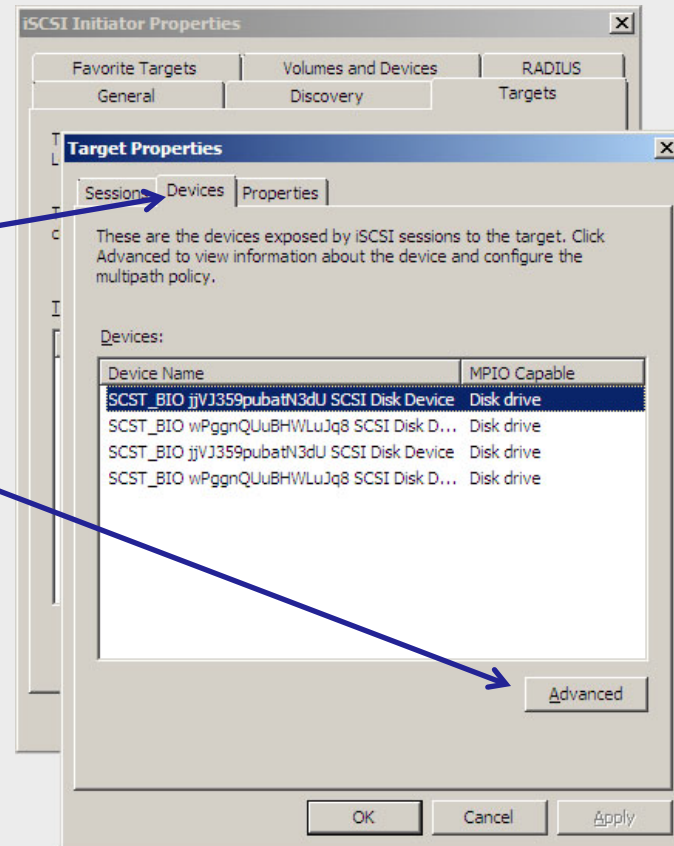 iSCSI Initiator Properties
Favorite Targets Volumes and Devices RADIUS
General Discovery Targets
T
L
Target Properties
Sessions Devices Properties
T
c
These are the devices exposed by iSCSI sessions to the target. Click
Advanced to view information about the device and configure the
multipath policy.
I
Devices:
Device Name MPIO Capable
SCST_BIO jjVJ359pubatN3dU SCSI Disk Device Disk drive
SCST_BIO wPggnQUuBHWLuJq8 SCSI Disk D... Disk drive
SCST_BIO jjVJ359pubatN3dU SCSI Disk Device Disk drive
SCST_BIO wPggnQUuBHWLuJq8 SCSI Disk D... Disk drive
Advanced
OK Cancel Apply